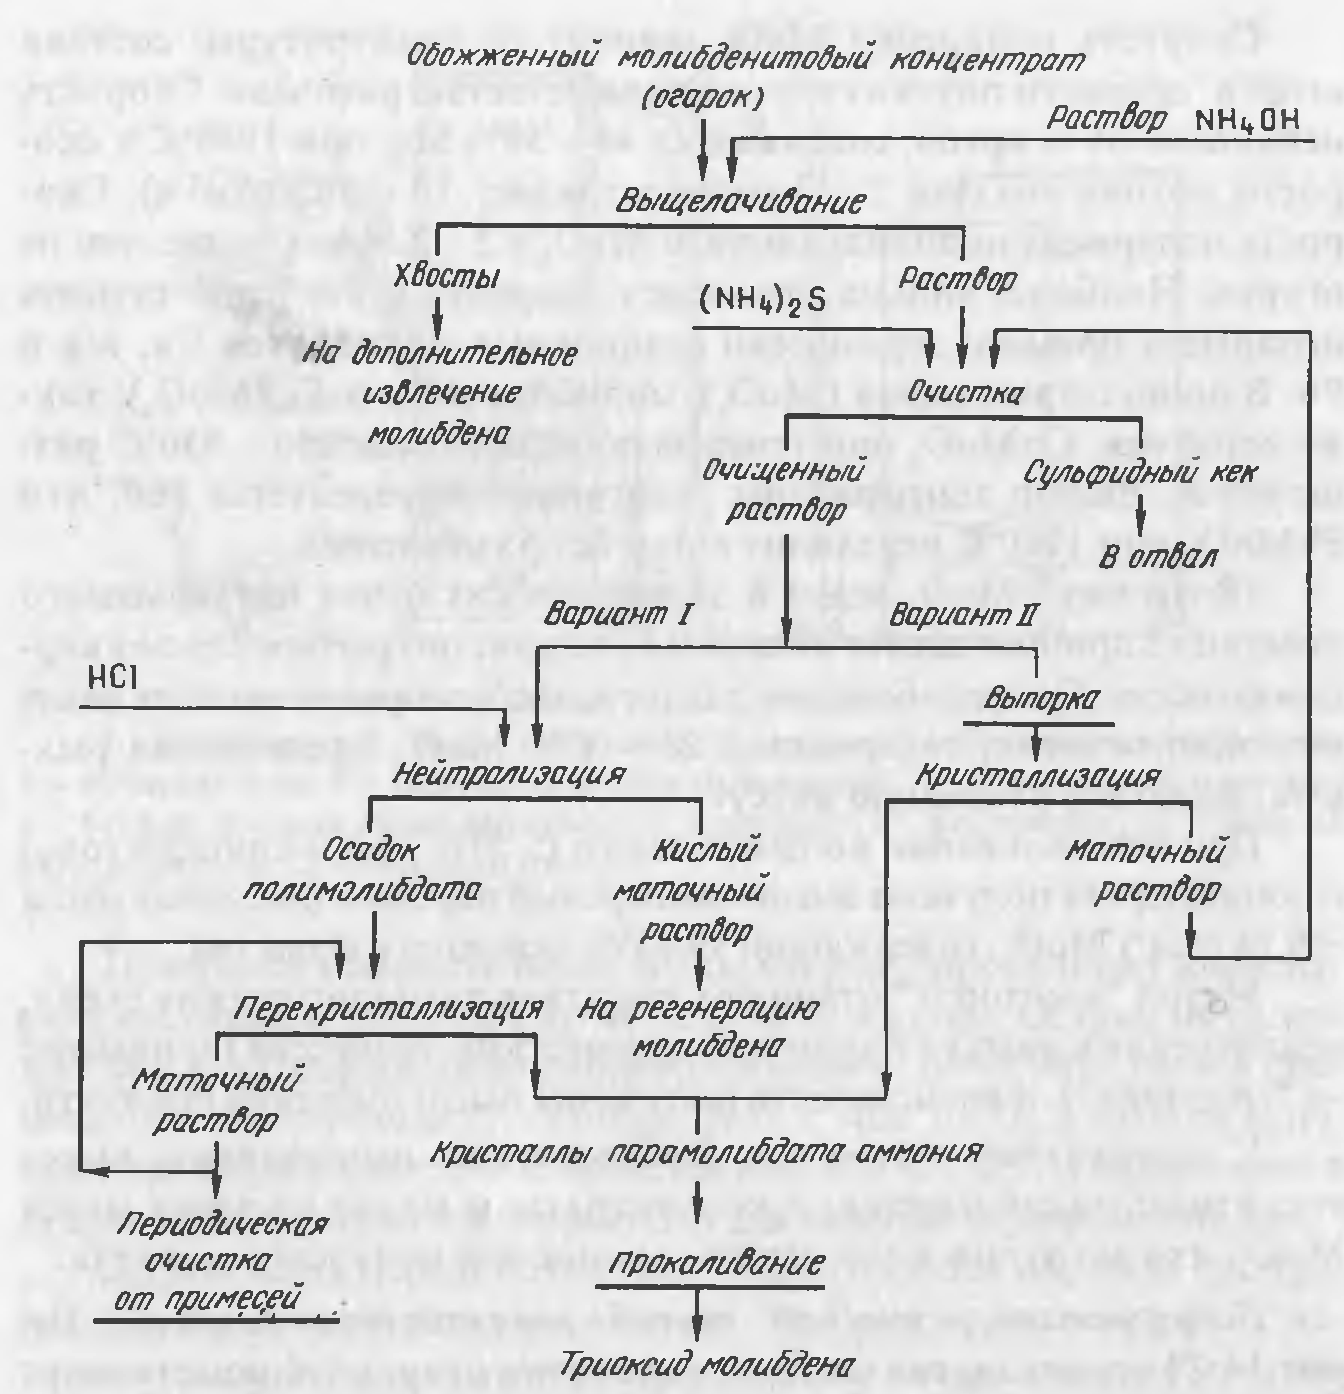 Обожженный молибденитовый концентрат
(огарок)
Раствор NH4OH
Выщелачивание
Хвосты
Раствор
(NH4)2S
На дополнительное
извлечение
молибдена
Очистка
Очищенный
раствор
Сульфидный кек
В отвал
Вариант I
Вариант II
HCl
Выпорка
Нейтрализация
Кристаллизация
Осадок
полимолибдата
Кислый
маточный
раствор
Маточный
раствор
Перекристаллизация
На регенерацию
молибдена
Маточный
раствор
Кристаллы парамолибдата аммония
Периодическая
очистка
от примесей
Прокаливание
Триоксид молибдена